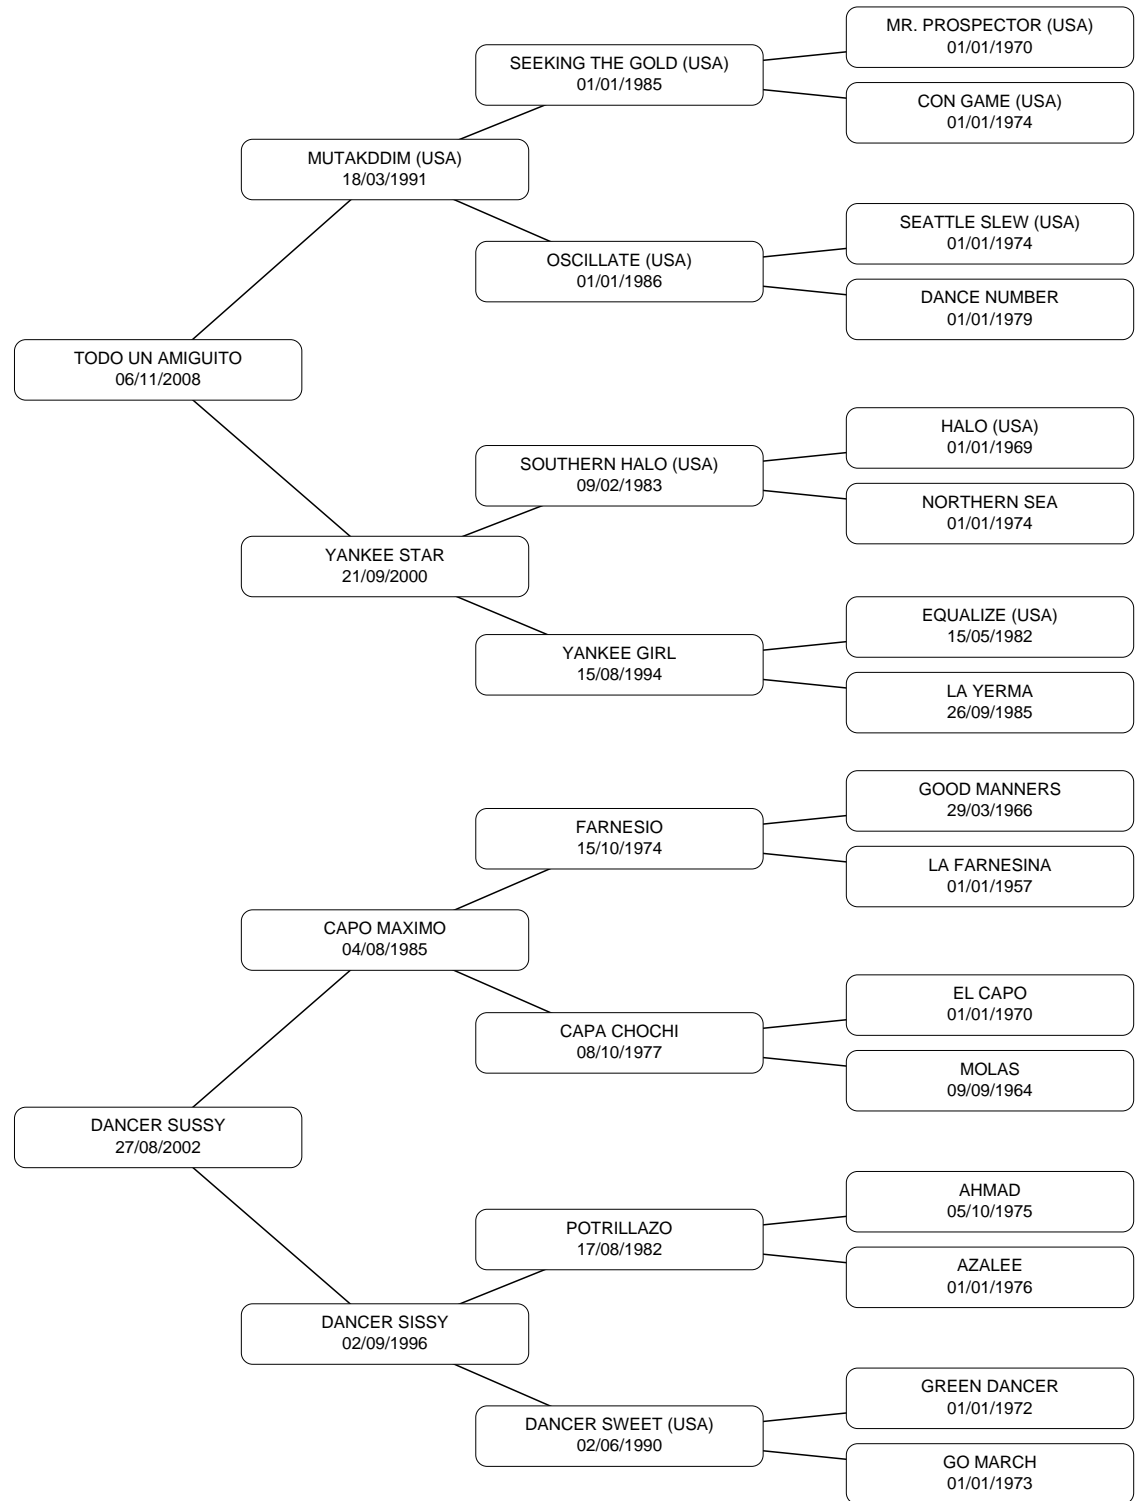 MR. PROSPECTOR (USA)
01/01/1970
SEEKING THE GOLD (USA)
01/01/1985
CON GAME (USA)
01/01/1974
MUTAKDDIM (USA)
18/03/1991
SEATTLE SLEW (USA)
01/01/1974
OSCILLATE (USA)
01/01/1986
DANCE NUMBER
01/01/1979
TODO UN AMIGUITO
06/11/2008
HALO (USA)
01/01/1969
SOUTHERN HALO (USA)
09/02/1983
NORTHERN SEA
01/01/1974
YANKEE STAR
21/09/2000
EQUALIZE (USA)
15/05/1982
YANKEE GIRL
15/08/1994
LA YERMA
26/09/1985
GOOD MANNERS
29/03/1966
FARNESIO
15/10/1974
LA FARNESINA
01/01/1957
CAPO MAXIMO
04/08/1985
EL CAPO
01/01/1970
CAPA CHOCHI
08/10/1977
MOLAS
09/09/1964
DANCER SUSSY
27/08/2002
AHMAD
05/10/1975
POTRILLAZO
17/08/1982
AZALEE
01/01/1976
DANCER SISSY
02/09/1996
GREEN DANCER
01/01/1972
DANCER SWEET (USA)
02/06/1990
GO MARCH
01/01/1973